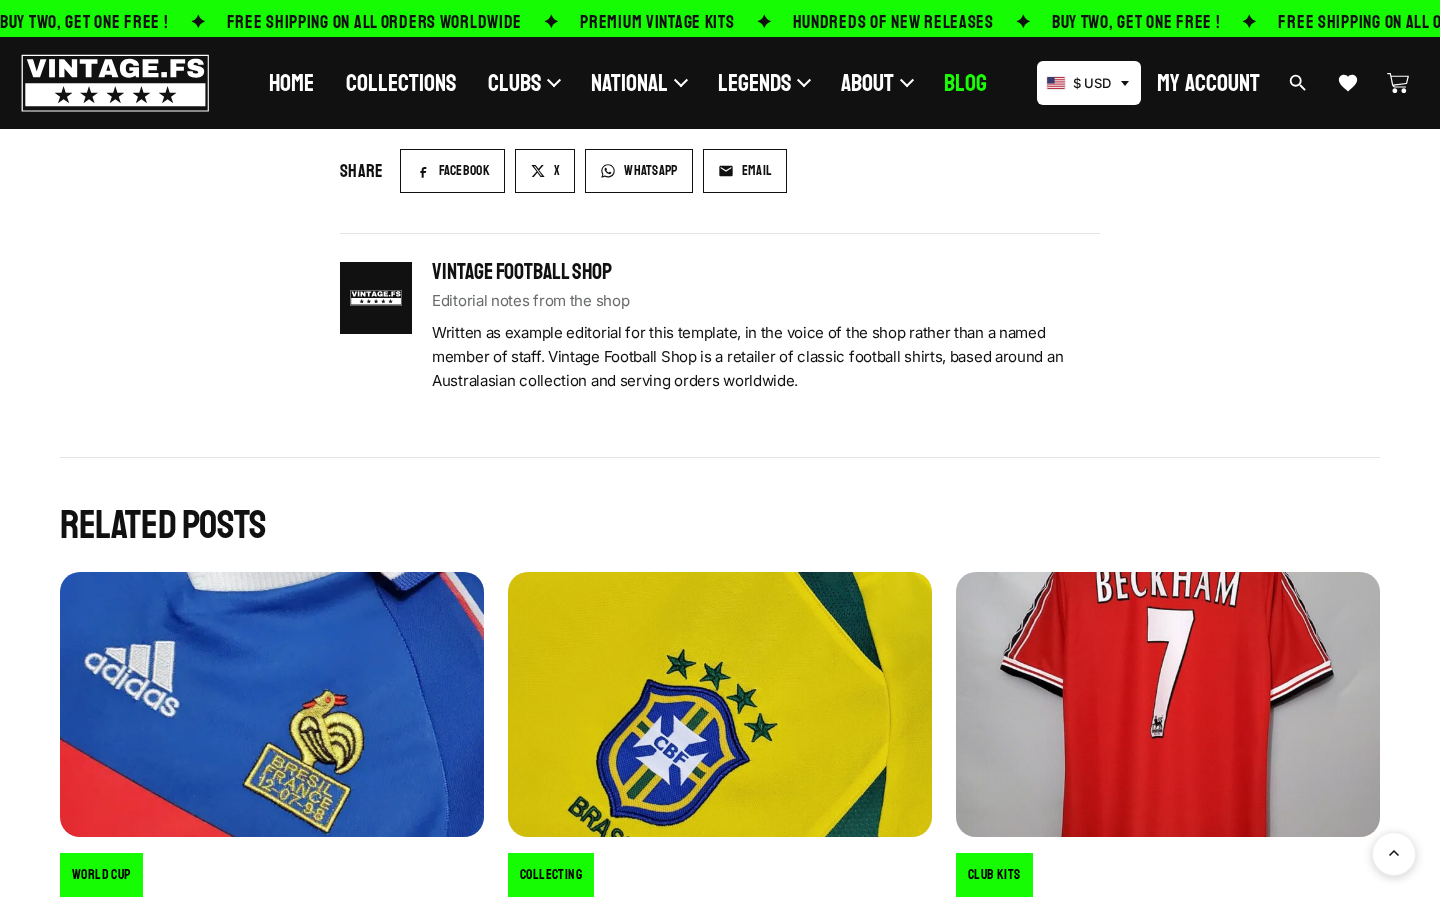 BUY TWO, GET ONE FREE ! ✦ FREE SHIPPING ON ALL ORDERS WORLDWIDE ✦ PREMIUM VINTAGE KITS ✦ HUNDREDS OF NEW RELEASES ✦ BUY TWO, GET ONE FREE ! ✦ FREE SHIPPING ON ALL O
VINTAGE.FS
HOME COLLECTIONS CLUBS NATIONAL LEGENDS ABOUT BLOG $ USD MY ACCOUNT
SHARE FACEBOOK X WHATSAPP EMAIL
VINTAGE.FS
VINTAGE FOOTBALL SHOP
Editorial notes from the shop
Written as example editorial for this template, in the voice of the shop rather than a named
member of staff. Vintage Football Shop is a retailer of classic football shirts, based around an
Australasian collection and serving orders worldwide.
RELATED POSTS
adidas
BRESIL
FRANCE
12-07-98
CBF
BRAS
BECKHAM
7
WORLD CUP
COLLECTING
CLUB KITS